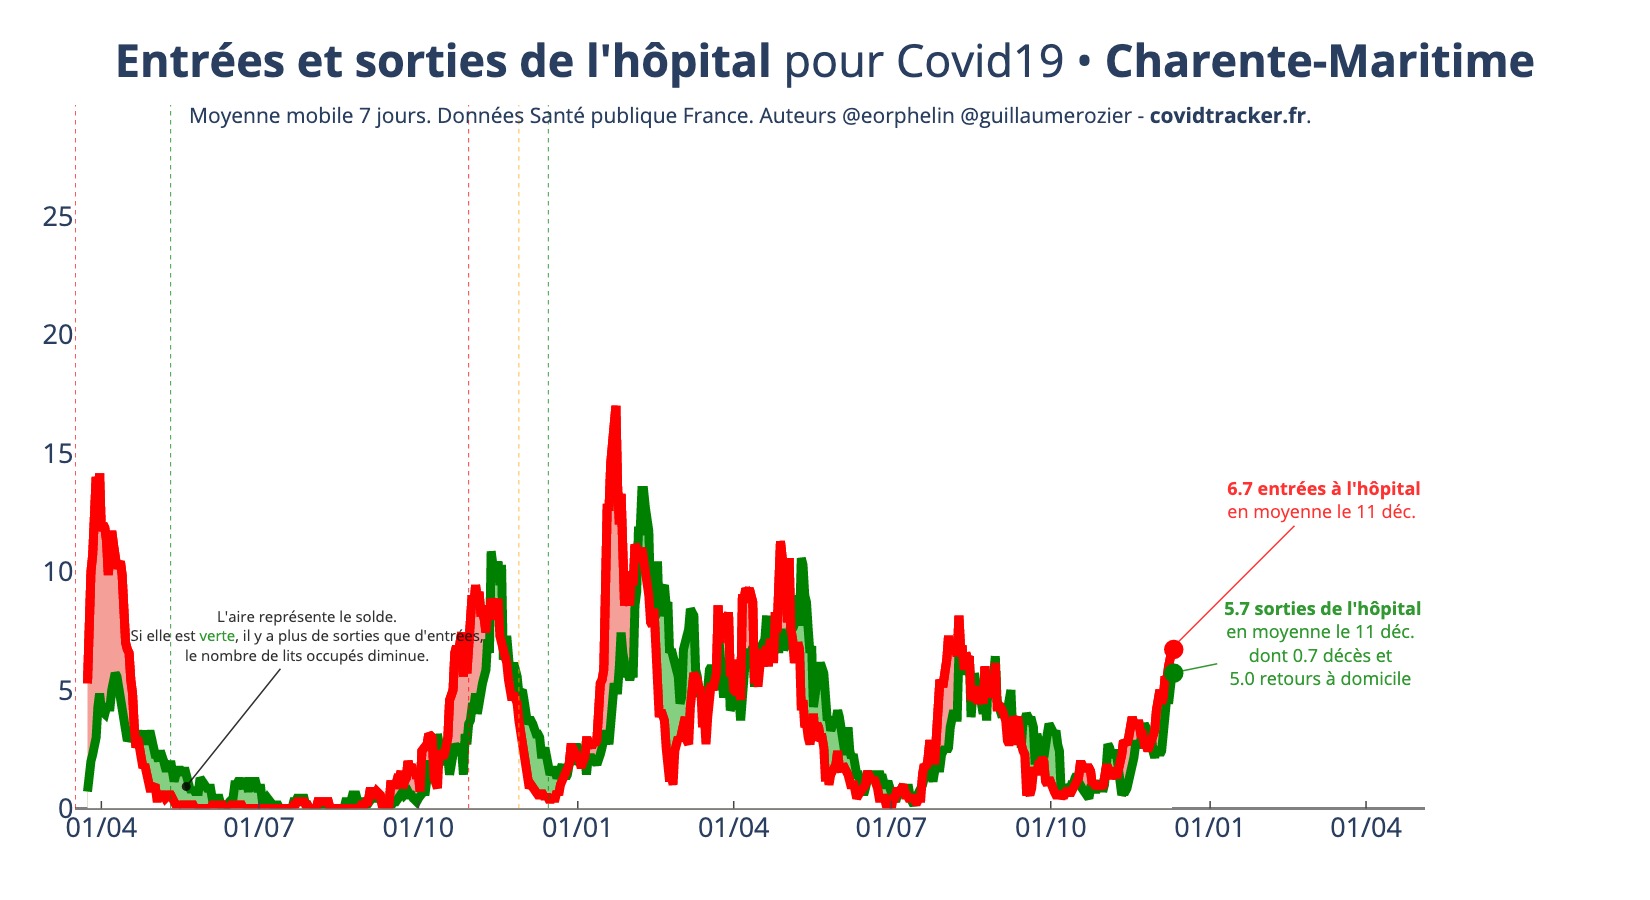 Entrées et sorties de l'hôpital pour Covid19 • Charente-Maritime
Moyenne mobile 7 jours. Données Santé publique France. Auteurs @eorphelin @guillaumerozier - covidtracker.fr.
25
20
15
10
5
0
6.7 entrées à l'hôpital
en moyenne le 11 déc.
5.7 sorties de l'hôpital
en moyenne le 11 déc.
dont 0.7 décès et
5.0 retours à domicile
L'aire représente le solde.
Si elle est verte, il y a plus de sorties que d'entrées,
le nombre de lits occupés diminue.
01/04 01/07 01/10 01/01 01/04 01/07 01/10 01/01 01/04